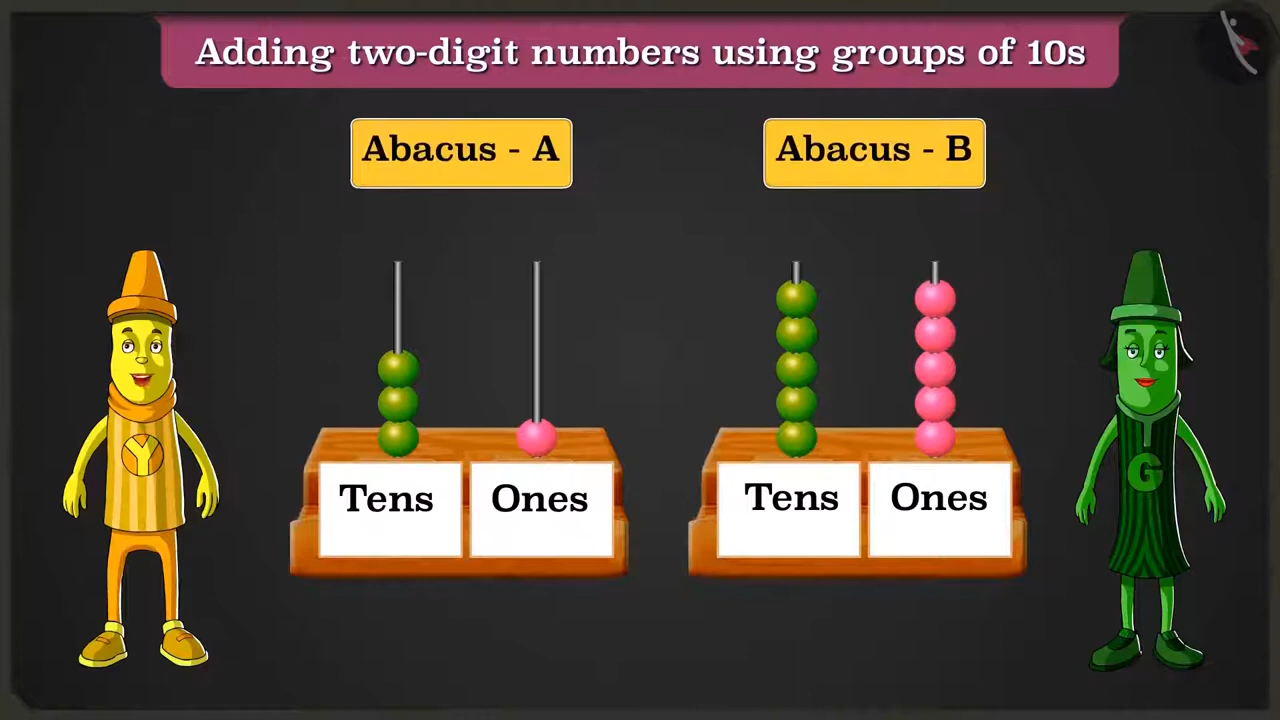 Adding two-digit numbers using groups of 10s
Abacus - A
Abacus - B
Y
G
Tens
Ones
Tens
Ones